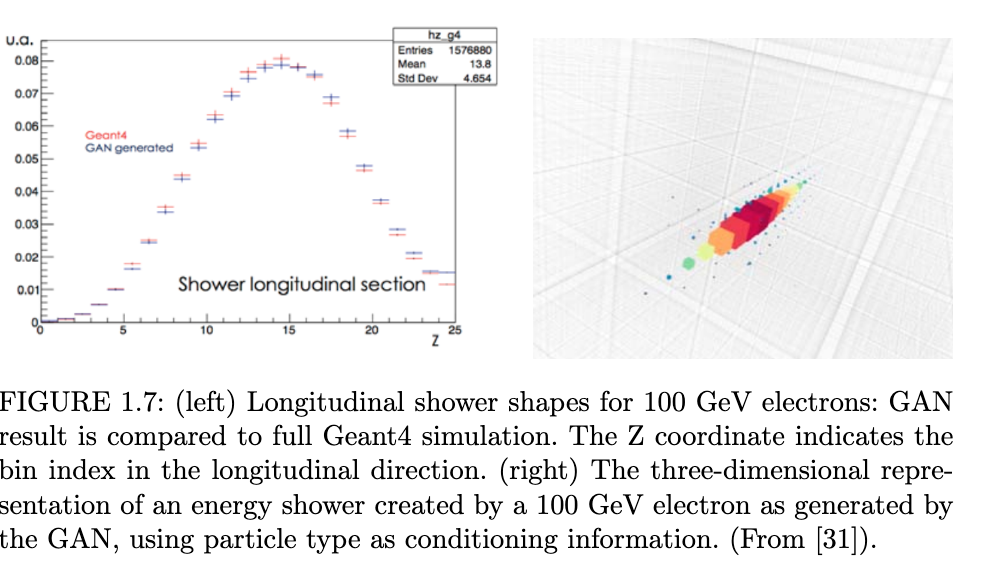 hz_g4
Entries 1576880
Mean 13.8
Std Dev 4.654
u.a.
0.08
0.07
0.06
0.05
0.04
0.03
0.02
0.01
0
Geant4
GAN generated
Shower longitudinal section
0 5 10 15 20 25
Z
FIGURE 1.7: (left) Longitudinal shower shapes for 100 GeV electrons: GAN
result is compared to full Geant4 simulation. The Z coordinate indicates the
bin index in the longitudinal direction. (right) The three-dimensional repre-
sentation of an energy shower created by a 100 GeV electron as generated by
the GAN, using particle type as conditioning information. (From [31]).